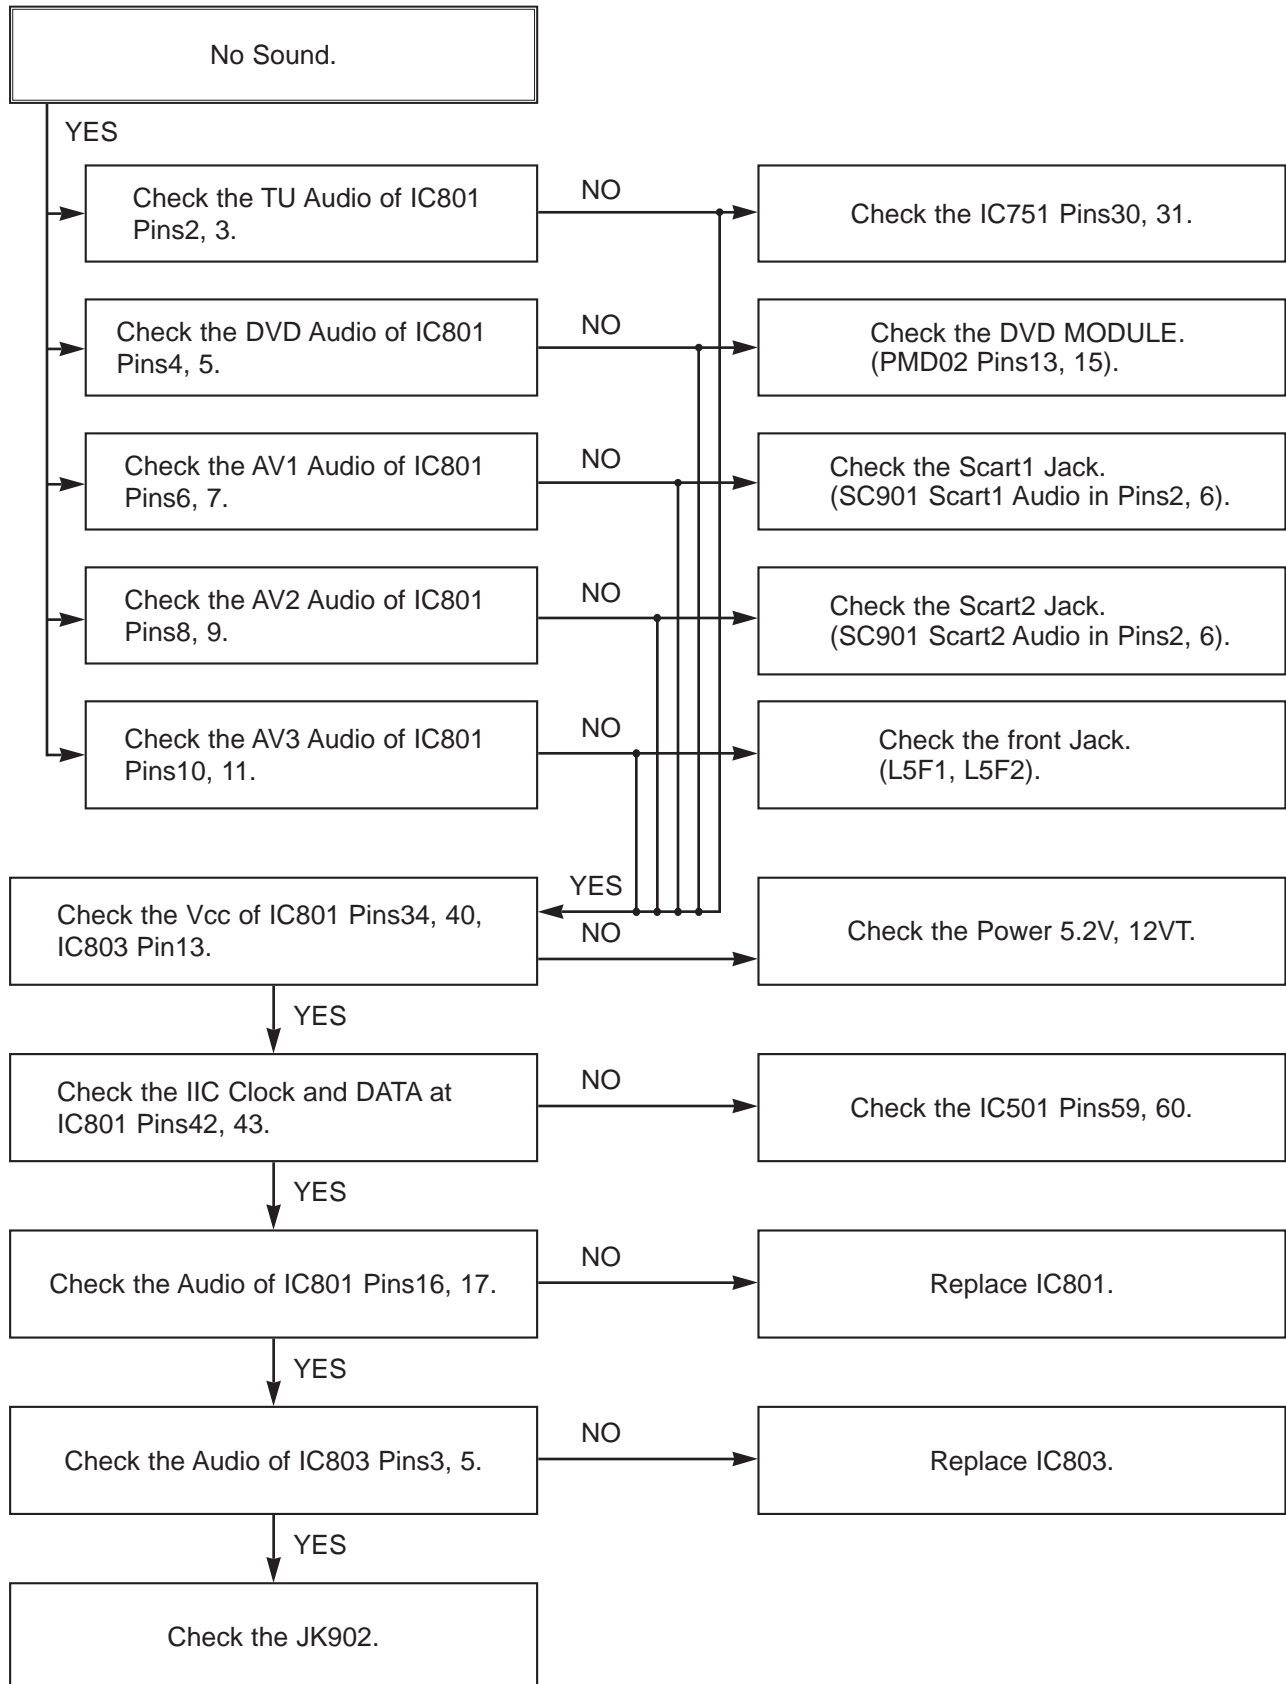 No Sound.
YES
Check the TU Audio of IC801
Pins2, 3.
NO
Check the IC751 Pins30, 31.
Check the DVD Audio of IC801
Pins4, 5.
NO
Check the DVD MODULE.
(PMD02 Pins13, 15).
Check the AV1 Audio of IC801
Pins6, 7.
NO
Check the Scart1 Jack.
(SC901 Scart1 Audio in Pins2, 6).
Check the AV2 Audio of IC801
Pins8, 9.
NO
Check the Scart2 Jack.
(SC901 Scart2 Audio in Pins2, 6).
Check the AV3 Audio of IC801
Pins10, 11.
NO
Check the front Jack.
(L5F1, L5F2).
YES
Check the Vcc of IC801 Pins34, 40,
IC803 Pin13.
NO
Check the Power 5.2V, 12VT.
YES
Check the IIC Clock and DATA at
IC801 Pins42, 43.
NO
Check the IC501 Pins59, 60.
YES
Check the Audio of IC801 Pins16, 17.
NO
Replace IC801.
YES
Check the Audio of IC803 Pins3, 5.
NO
Replace IC803.
YES
Check the JK902.